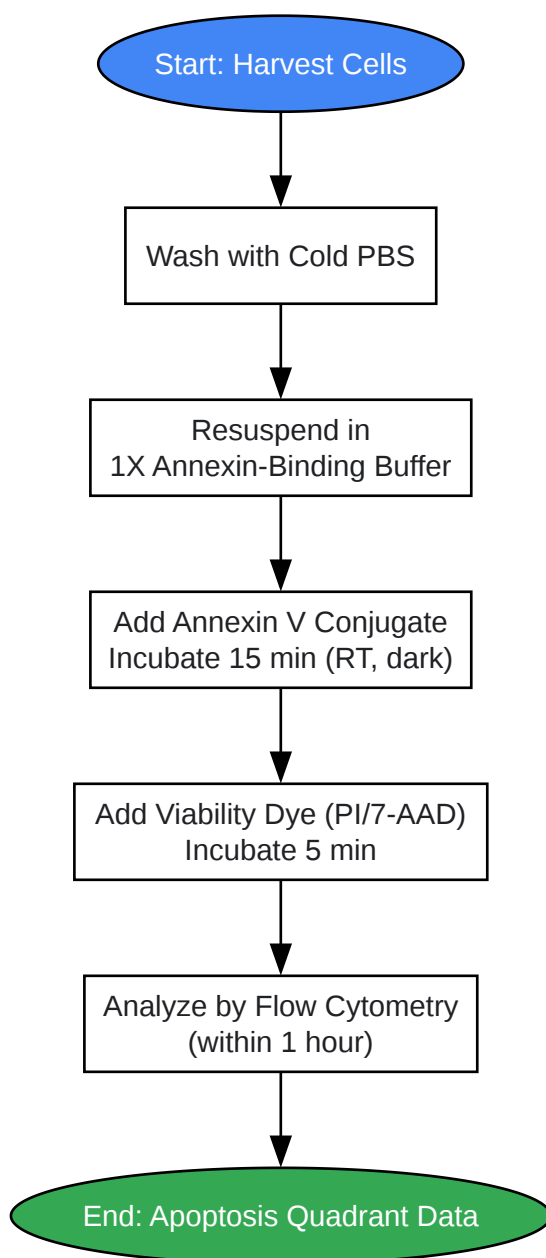 Start: Harvest Cells
Wash with Cold PBS
Resuspend in
1X Annexin-Binding Buffer
Add Annexin V Conjugate
Incubate 15 min (RT, dark)
Add Viability Dye (PI/7-AAD)
Incubate 5 min
Analyze by Flow Cytometry
(within 1 hour)
End: Apoptosis Quadrant Data